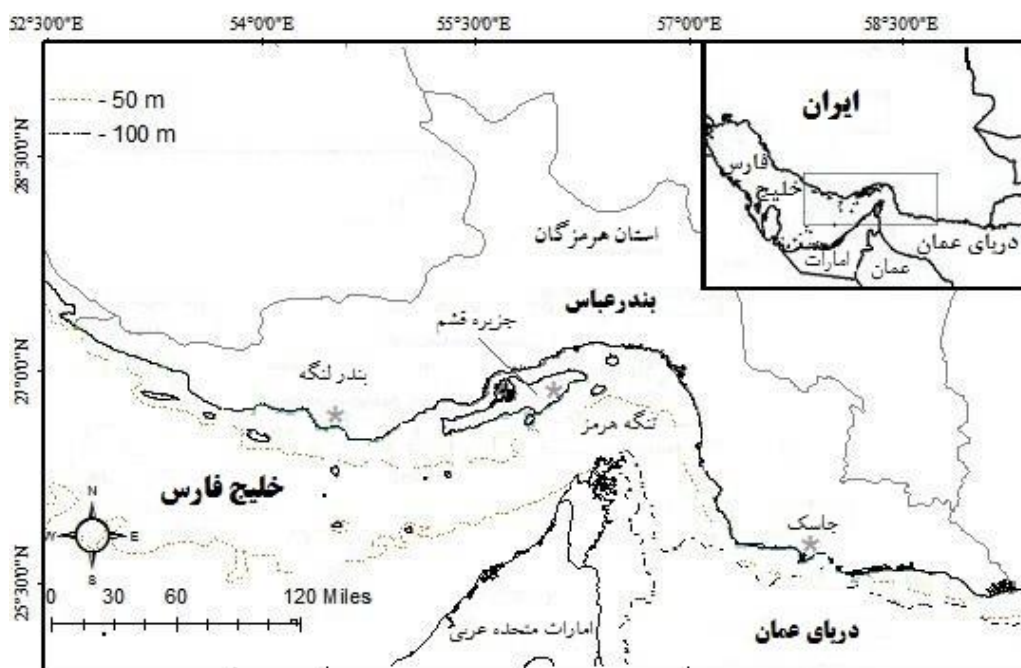 52°30'0"E 54°0'0"E 55°30'0"E 57°0'0"E 58°30'0"E
- 50 m
- 100 m
28°30'0"N
27°0'0"N
25°30'0"N
ایران
فارس
خلیج
دریای عمان
امارات
عمان
استان هرمزگان
بندرعباس
جزیره قشم
بندر لنگه
تنگه هرمز
خلیج فارس
جاسک
N
W E
S
0 30 60 120 Miles
امارات متحده عربی
دریای عمان